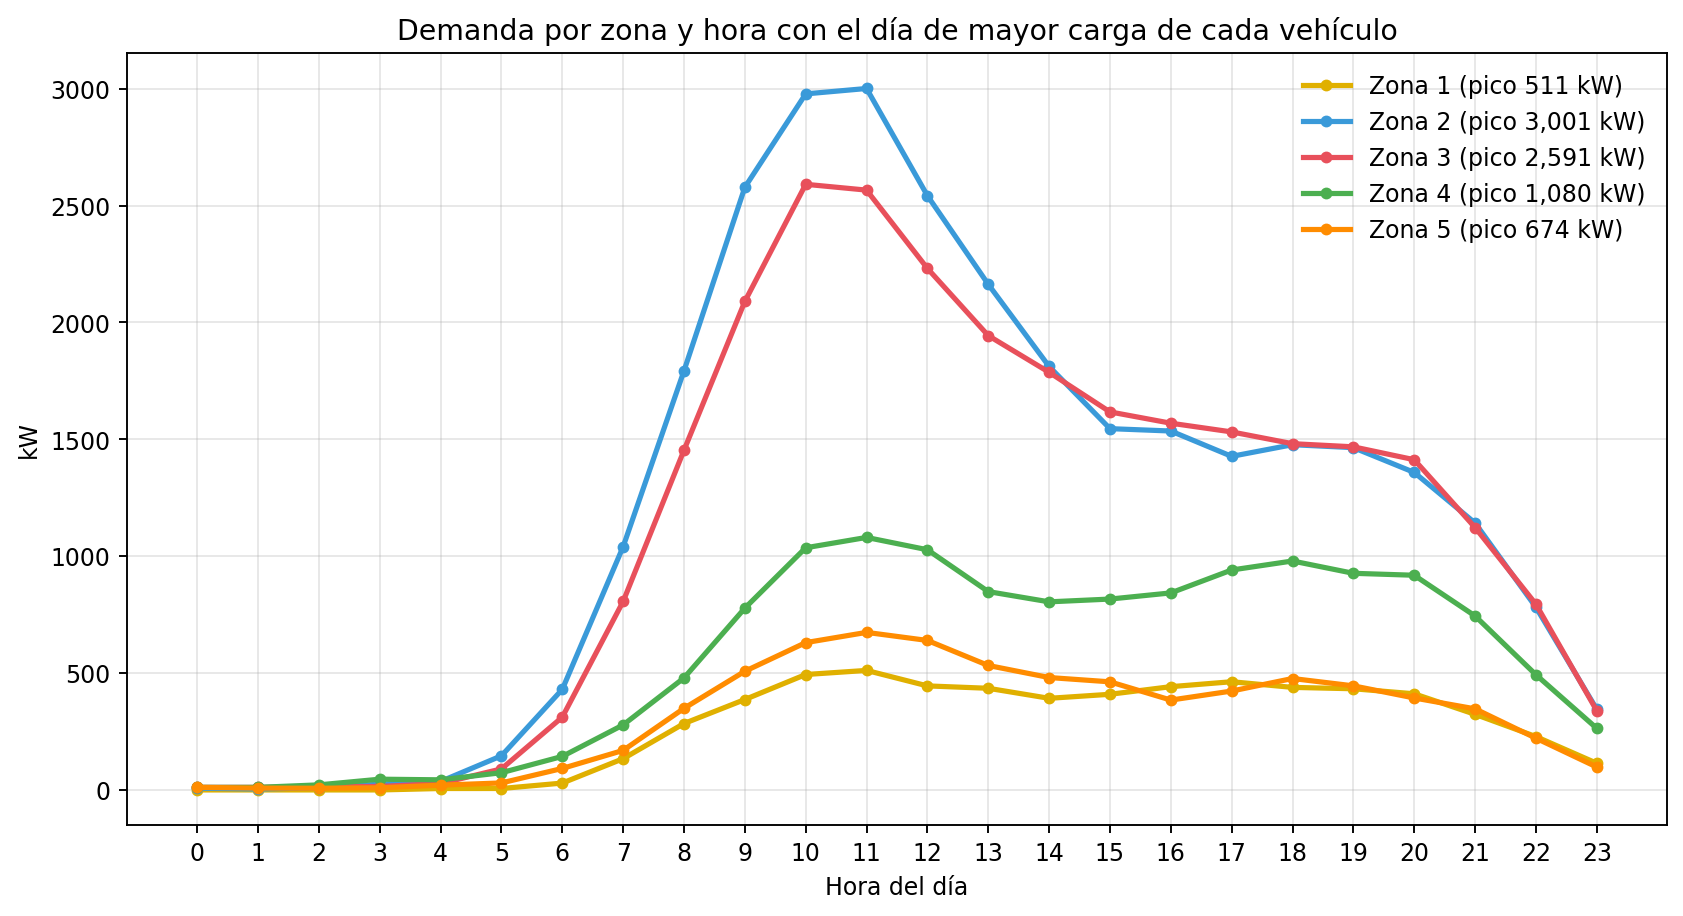 Demanda por zona y hora con el día de mayor carga de cada vehículo
Zona 1 (pico 511 kW)
Zona 2 (pico 3,001 kW)
Zona 3 (pico 2,591 kW)
Zona 4 (pico 1,080 kW)
Zona 5 (pico 674 kW)
kW
3000
2500
2000
1500
1000
500
0
0 1 2 3 4 5 6 7 8 9 10 11 12 13 14 15 16 17 18 19 20 21 22 23
Hora del día